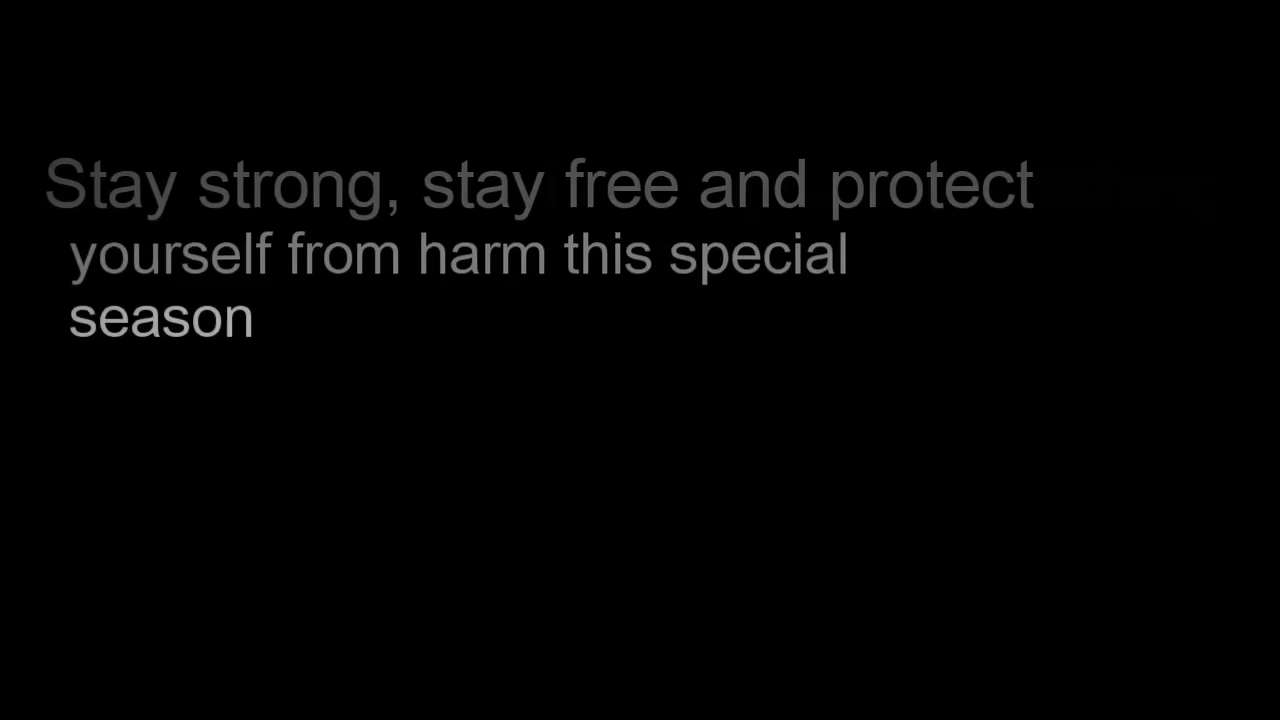 Stay strong, stay free and protect
yourself from harm this special
season